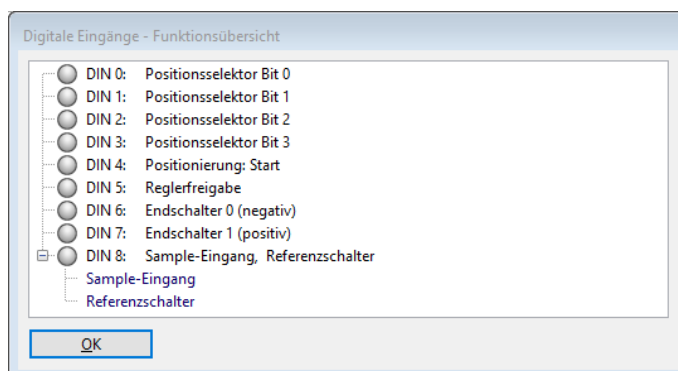 Digitale Eingänge - Funktionsübersicht
DIN 0: Positionsselektor Bit 0
DIN 1: Positionsselektor Bit 1
DIN 2: Positionsselektor Bit 2
DIN 3: Positionsselektor Bit 3
DIN 4: Positionierung: Start
DIN 5: Reglerfreigabe
DIN 6: Endschalter 0 (negativ)
DIN 7: Endschalter 1 (positiv)
DIN 8: Sample-Eingang, Referenzschalter
Sample-Eingang
Referenzschalter
OK